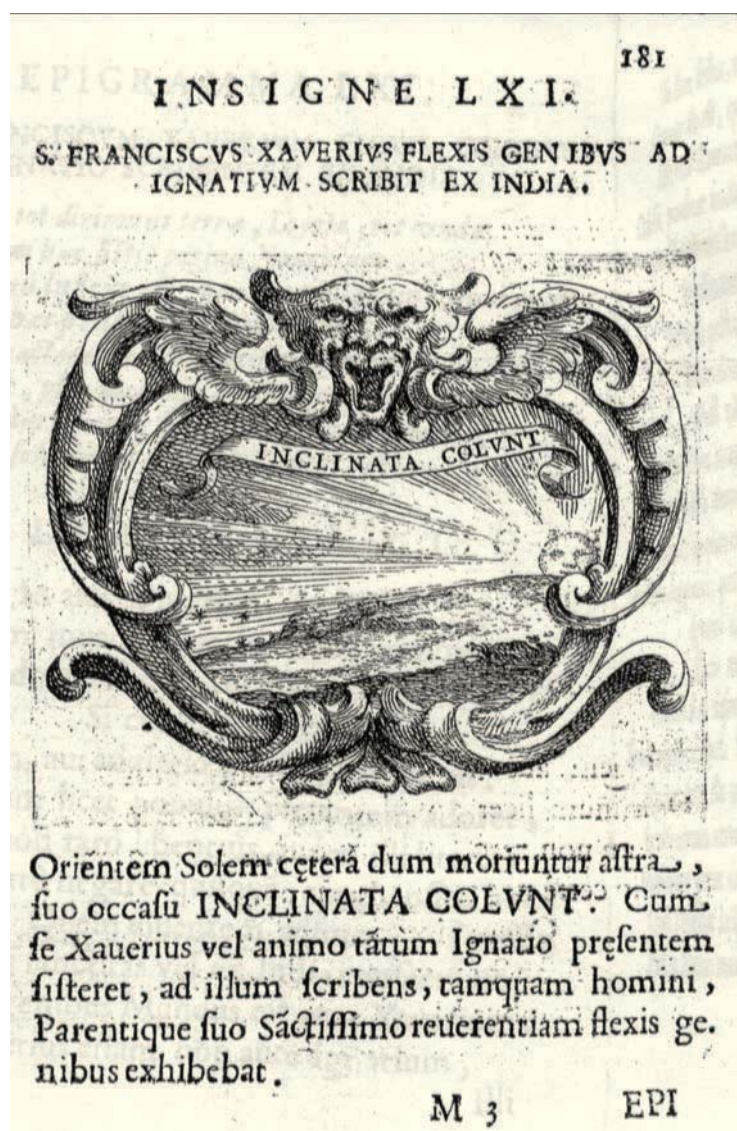 181
INSIGNE LXI.
S. FRANCISCVS XAVERIVS FLEXIS GENIBVS AD
IGNATIVM SCRIBIT EX INDIA.
INCLINATA COLVNT
Orientem Solem cęterá dum moriuntur aſtra,
ſuo occaſu INCLINATA COLVNT. Cum
ſe Xauerius vel animo tãtum Ignatio pręſentem
ſiſteret, ad illum ſcribens, tamquam homini,
Parentique ſuo Sãctiſſimo reuerentiam flexis ge.
nibus exhibebat.
M 3 EPI